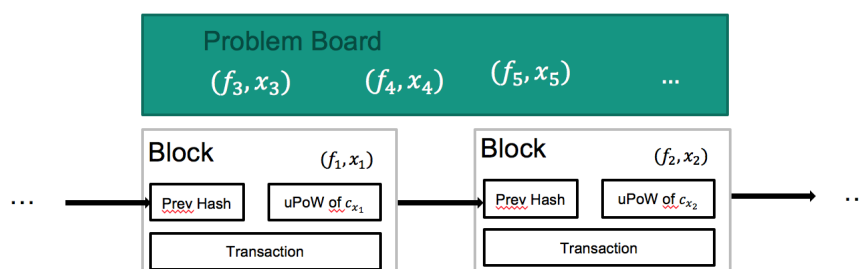 Problem Board
(f₃, x₃) (f₄, x₄) (f₅, x₅) ...
Block (f₁, x₁) Block (f₂, x₂)
... Prev Hash uPoW of cₓ₁ Prev Hash uPoW of cₓ₂ ..
Transaction Transaction